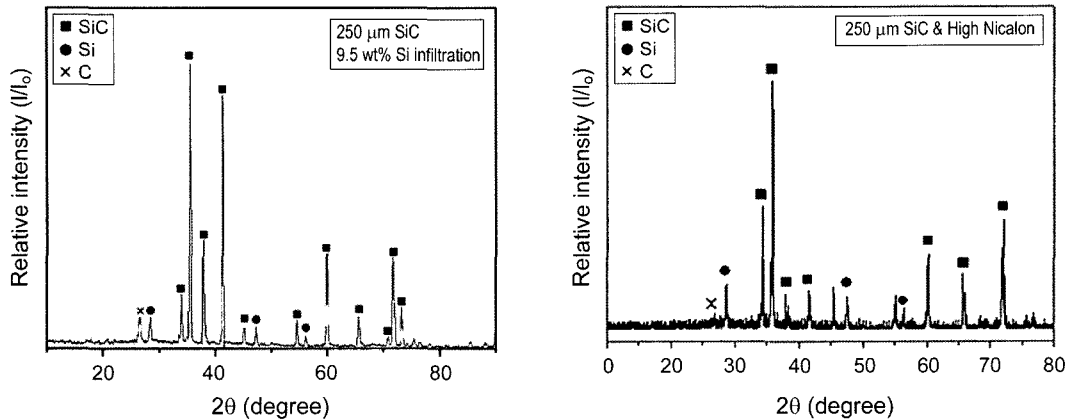 ■ SiC
● Si
× C
250 μm SiC
9.5 wt% Si infiltration
Relative intensity (I/I₀)
20 40 60 80
2θ (degree)
■ SiC
● Si
× C
250 μm SiC & High Nicalon
Relative intensity (I/I₀)
0 10 20 30 40 50 60 70 80
2θ (degree)